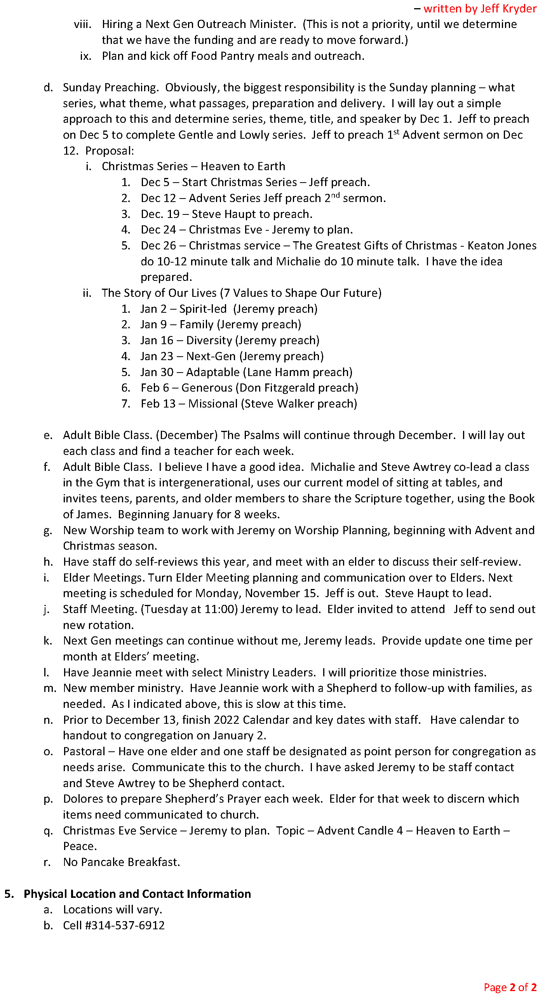 – written by Jeff Kryder
viii. Hiring a Next Gen Outreach Minister.  (This is not a priority, until we determine
that we have the funding and are ready to move forward.)
ix. Plan and kick off Food Pantry meals and outreach.
d. Sunday Preaching.  Obviously, the biggest responsibility is the Sunday planning – what
series, what theme, what passages, preparation and delivery.  I will lay out a simple
approach to this and determine series, theme, title, and speaker by Dec 1.  Jeff to preach
on Dec 5 to complete Gentle and Lowly series.  Jeff to preach 1st Advent sermon on Dec
12.  Proposal:
i. Christmas Series – Heaven to Earth
1. Dec 5 – Start Christmas Series – Jeff preach.
2. Dec 12 – Advent Series Jeff preach 2nd sermon.
3. Dec. 19 – Steve Haupt to preach.
4. Dec 24 – Christmas Eve - Jeremy to plan.
5. Dec 26 – Christmas service – The Greatest Gifts of Christmas - Keaton Jones
do 10-12 minute talk and Michalie do 10 minute talk.  I have the idea
prepared.
ii. The Story of Our Lives (7 Values to Shape Our Future)
1. Jan 2 – Spirit-led  (Jeremy preach)
2. Jan 9 – Family (Jeremy preach)
3. Jan 16 – Diversity (Jeremy preach)
4. Jan 23 – Next-Gen (Jeremy preach)
5. Jan 30 – Adaptable (Lane Hamm preach)
6. Feb 6 – Generous (Don Fitzgerald preach)
7. Feb 13 – Missional (Steve Walker preach)
e. Adult Bible Class. (December) The Psalms will continue through December.  I will lay out
each class and find a teacher for each week.
f. Adult Bible Class.  I believe I have a good idea.  Michalie and Steve Awtrey co-lead a class
in the Gym that is intergenerational, uses our current model of sitting at tables, and
invites teens, parents, and older members to share the Scripture together, using the Book
of James.  Beginning January for 8 weeks.
g. New Worship team to work with Jeremy on Worship Planning, beginning with Advent and
Christmas season.
h. Have staff do self-reviews this year, and meet with an elder to discuss their self-review.
i. Elder Meetings. Turn Elder Meeting planning and communication over to Elders. Next
meeting is scheduled for Monday, November 15.  Jeff is out.  Steve Haupt to lead.
j. Staff Meeting. (Tuesday at 11:00) Jeremy to lead.  Elder invited to attend   Jeff to send out
new rotation.
k. Next Gen meetings can continue without me, Jeremy leads.  Provide update one time per
month at Elders’ meeting.
l. Have Jeannie meet with select Ministry Leaders.  I will prioritize those ministries.
m. New member ministry.  Have Jeannie work with a Shepherd to follow-up with families, as
needed.  As I indicated above, this is slow at this time.
n. Prior to December 13, finish 2022 Calendar and key dates with staff.   Have calendar to
handout to congregation on January 2.
o. Pastoral – Have one elder and one staff be designated as point person for congregation as
needs arise.  Communicate this to the church.  I have asked Jeremy to be staff contact
and Steve Awtrey to be Shepherd contact.
p. Dolores to prepare Shepherd’s Prayer each week.  Elder for that week to discern which
items need communicated to church.
q. Christmas Eve Service – Jeremy to plan.  Topic – Advent Candle 4 – Heaven to Earth –
Peace.
r. No Pancake Breakfast.
5. Physical Location and Contact Information
a. Locations will vary.
b. Cell #314-537-6912
Page 2 of 2